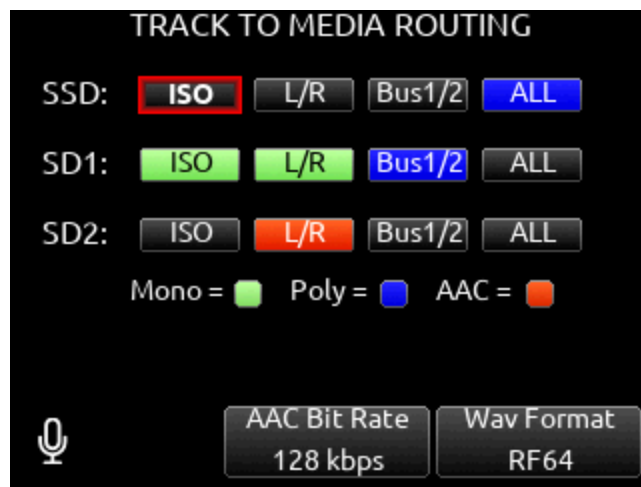 TRACK TO MEDIA ROUTING
SSD: ISO L/R Bus1/2 ALL
SD1: ISO L/R Bus1/2 ALL
SD2: ISO L/R Bus1/2 ALL
Mono = Poly = AAC =
AAC Bit Rate Wav Format
128 kbps RF64